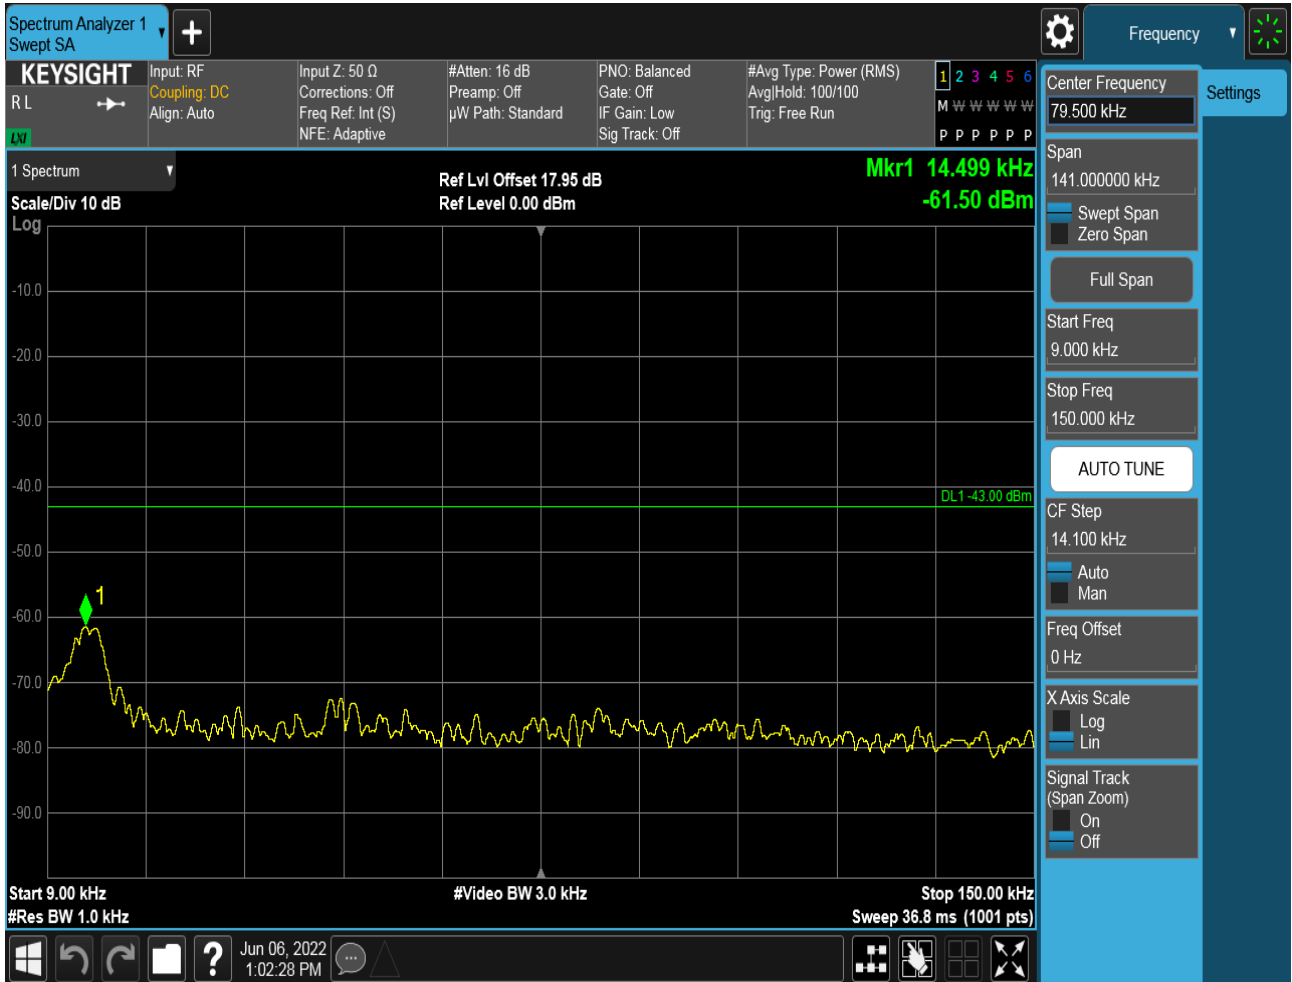 Spectrum Analyzer 1
Swept SA
Frequency
KEYSIGHT
R L
LXI
Input: RF
Coupling: DC
Align: Auto
Input Z: 50 Ω
Corrections: Off
Freq Ref: Int (S)
NFE: Adaptive
#Atten: 16 dB
Preamp: Off
µW Path: Standard
PNO: Balanced
Gate: Off
IF Gain: Low
Sig Track: Off
#Avg Type: Power (RMS)
Avg|Hold: 100/100
Trig: Free Run
1 2 3 4 5 6
M W W W W W
P P P P P P
1 Spectrum
Scale/Div 10 dB
Log
Ref Lvl Offset 17.95 dB
Ref Level 0.00 dBm
Mkr1 14.499 kHz
-61.50 dBm
-10.0
-20.0
-30.0
-40.0
DL1 -43.00 dBm
-50.0
1
-60.0
-70.0
-80.0
-90.0
Start 9.00 kHz
#Video BW 3.0 kHz
Stop 150.00 kHz
#Res BW 1.0 kHz
Sweep 36.8 ms (1001 pts)
?
Jun 06, 2022
1:02:28 PM
Center Frequency
79.500 kHz
Settings
Span
141.000000 kHz
Swept Span
Zero Span
Full Span
Start Freq
9.000 kHz
Stop Freq
150.000 kHz
AUTO TUNE
CF Step
14.100 kHz
Auto
Man
Freq Offset
0 Hz
X Axis Scale
Log
Lin
Signal Track
(Span Zoom)
On
Off